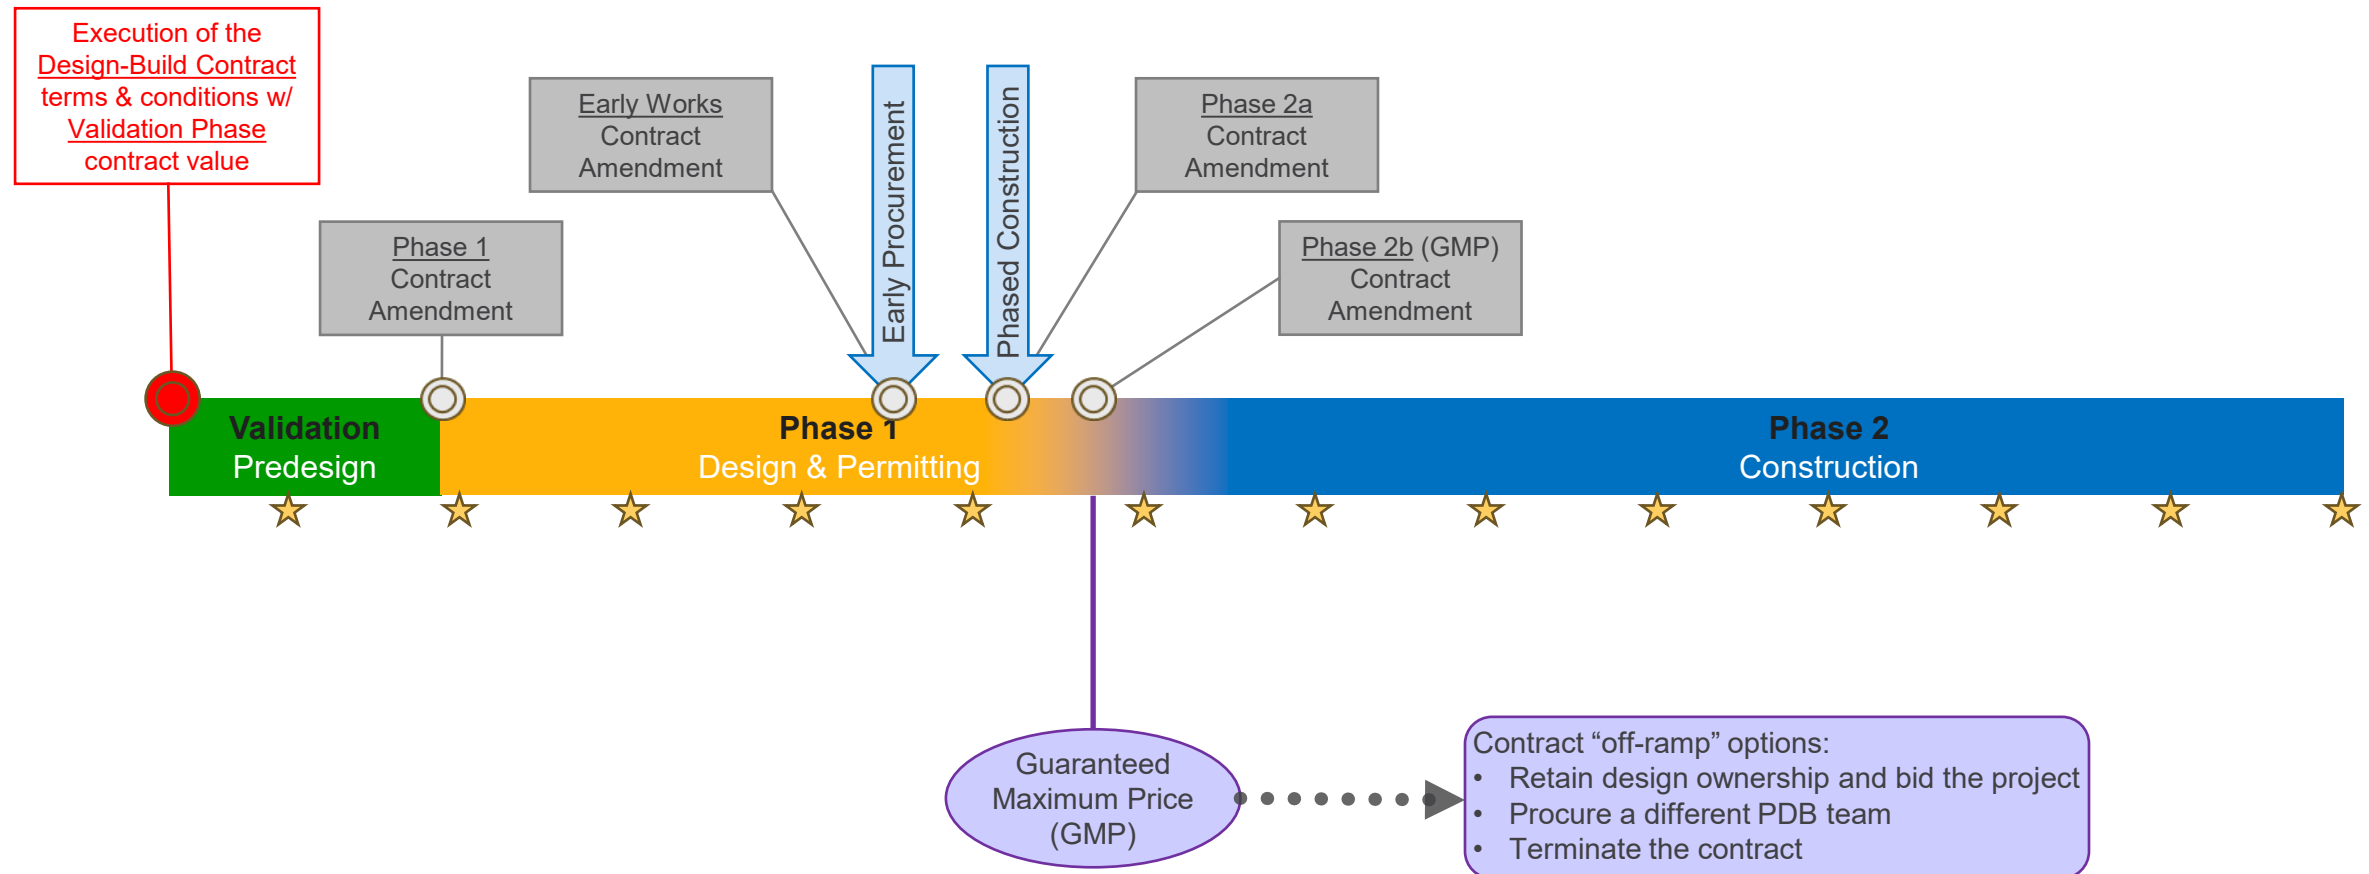 Execution of the
Design-Build Contract
terms & conditions w/
Validation Phase
contract value
Early Works
Contract
Amendment
Early Procurement
Phased Construction
Phase 2a
Contract
Amendment
Phase 1
Contract
Amendment
Phase 2b (GMP)
Contract
Amendment
Validation
Predesign
Phase 1
Design & Permitting
Phase 2
Construction
Guaranteed
Maximum Price
(GMP)
Contract “off-ramp” options:
• Retain design ownership and bid the project
• Procure a different PDB team
• Terminate the contract